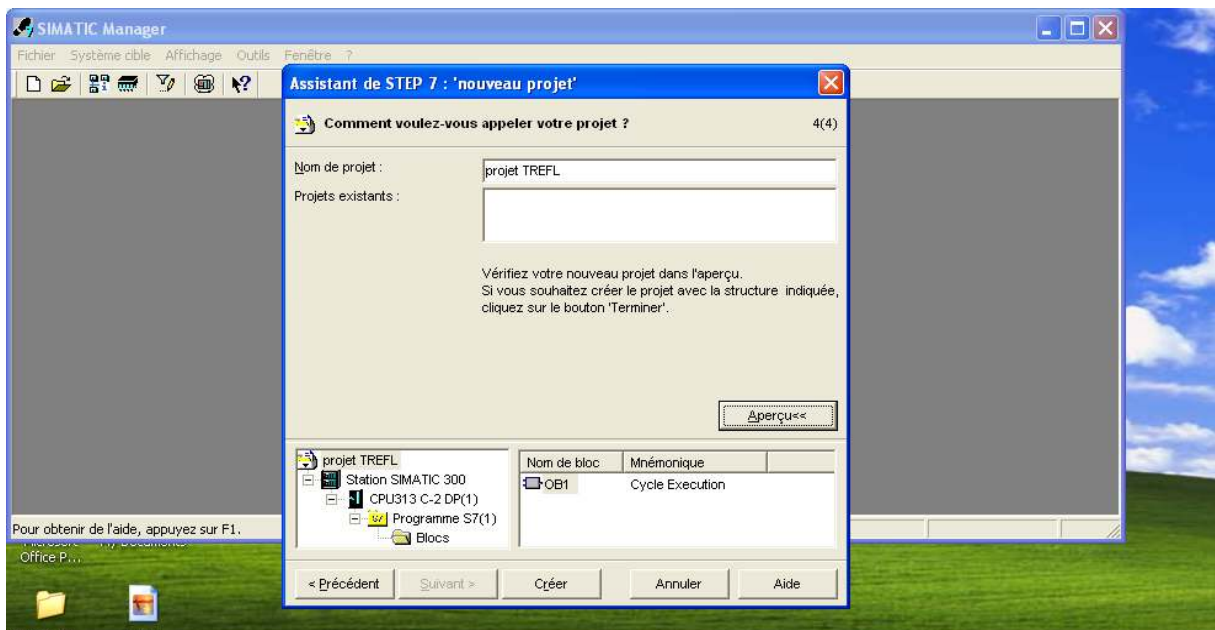 SIMATIC Manager
Fichier Système cible Affichage Outils Fenêtre ?
Assistant de STEP 7 : 'nouveau projet'
Comment voulez-vous appeler votre projet ? 4(4)
Nom de projet : projet TREFL
Projets existants :
Vérifiez votre nouveau projet dans l'aperçu.
Si vous souhaitez créer le projet avec la structure indiquée,
cliquez sur le bouton 'Terminer'.
Aperçu<<
projet TREFL
Station SIMATIC 300
CPU313 C-2 DP(1)
Programme S7(1)
Blocs
Nom de bloc Mnémonique
OB1 Cycle Execution
Pour obtenir de l'aide, appuyez sur F1.
Office P...
< Précédent Suivant > Créer Annuler Aide